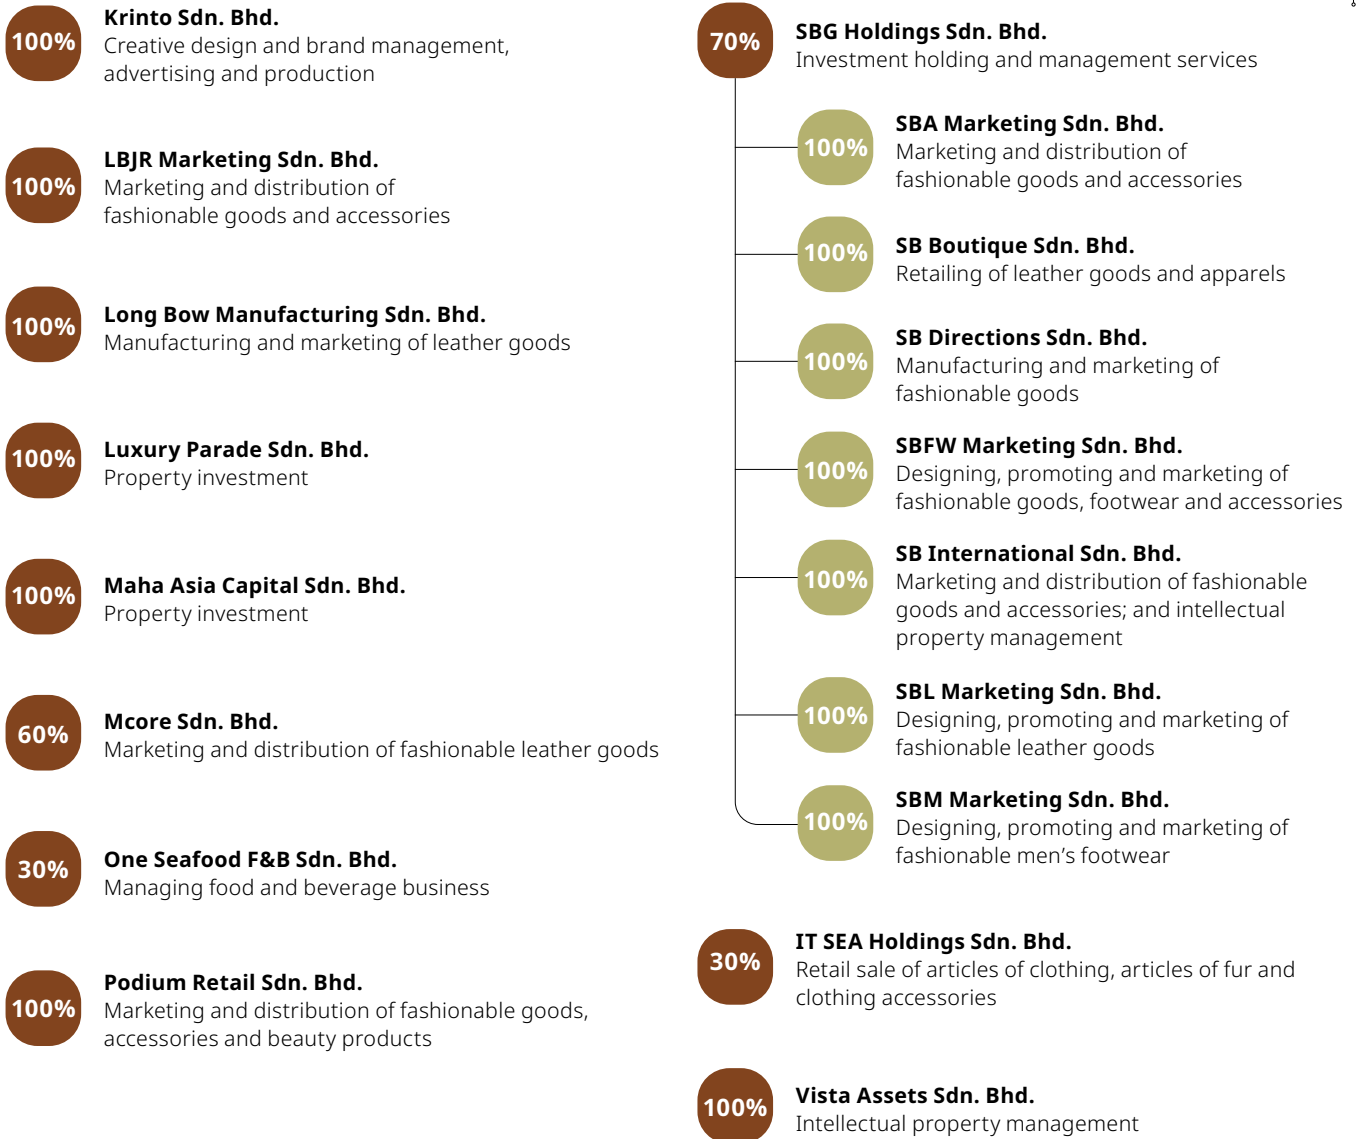 100%
Krinto Sdn. Bhd.
Creative design and brand management,
advertising and production
100%
LBJR Marketing Sdn. Bhd.
Marketing and distribution of
fashionable goods and accessories
100%
Long Bow Manufacturing Sdn. Bhd.
Manufacturing and marketing of leather goods
100%
Luxury Parade Sdn. Bhd.
Property investment
100%
Maha Asia Capital Sdn. Bhd.
Property investment
60%
Mcore Sdn. Bhd.
Marketing and distribution of fashionable leather goods
30%
One Seafood F&B Sdn. Bhd.
Managing food and beverage business
100%
Podium Retail Sdn. Bhd.
Marketing and distribution of fashionable goods,
accessories and beauty products
70%
SBG Holdings Sdn. Bhd.
Investment holding and management services
100%
SBA Marketing Sdn. Bhd.
Marketing and distribution of
fashionable goods and accessories
100%
SB Boutique Sdn. Bhd.
Retailing of leather goods and apparels
100%
SB Directions Sdn. Bhd.
Manufacturing and marketing of
fashionable goods
100%
SBFW Marketing Sdn. Bhd.
Designing, promoting and marketing of
fashionable goods, footwear and accessories
100%
SB International Sdn. Bhd.
Marketing and distribution of fashionable
goods and accessories; and intellectual
property management
100%
SBL Marketing Sdn. Bhd.
Designing, promoting and marketing of
fashionable leather goods
100%
SBM Marketing Sdn. Bhd.
Designing, promoting and marketing of
fashionable men’s footwear
30%
IT SEA Holdings Sdn. Bhd.
Retail sale of articles of clothing, articles of fur and
clothing accessories
100%
Vista Assets Sdn. Bhd.
Intellectual property management